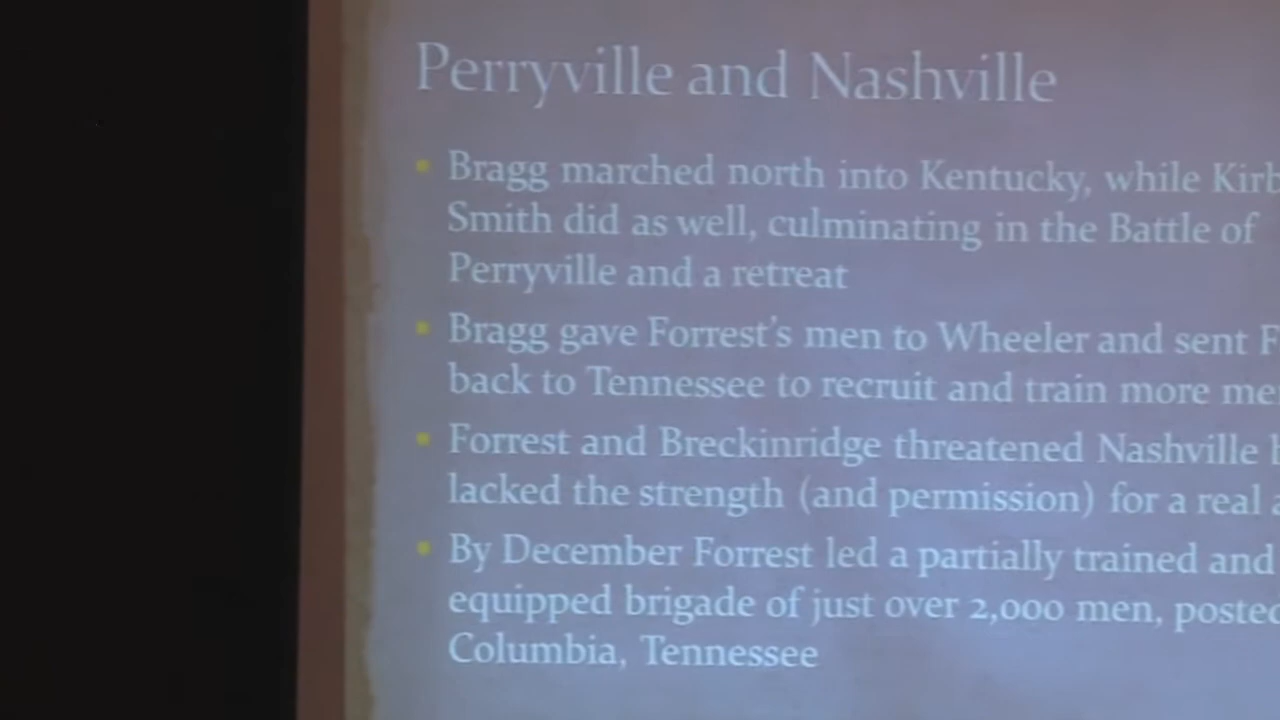 Perryville and Nashville
Bragg marched north into Kentucky, while Kirb
Smith did as well, culminating in the Battle of
Perryville and a retreat
Bragg gave Forrest's men to Wheeler and sent F
back to Tennessee to recruit and train more me
Forrest and Breckinridge threatened Nashville b
lacked the strength (and permission) for a real a
By December Forrest led a partially trained and
equipped brigade of just over 2,000 men, posted
Columbia, Tennessee